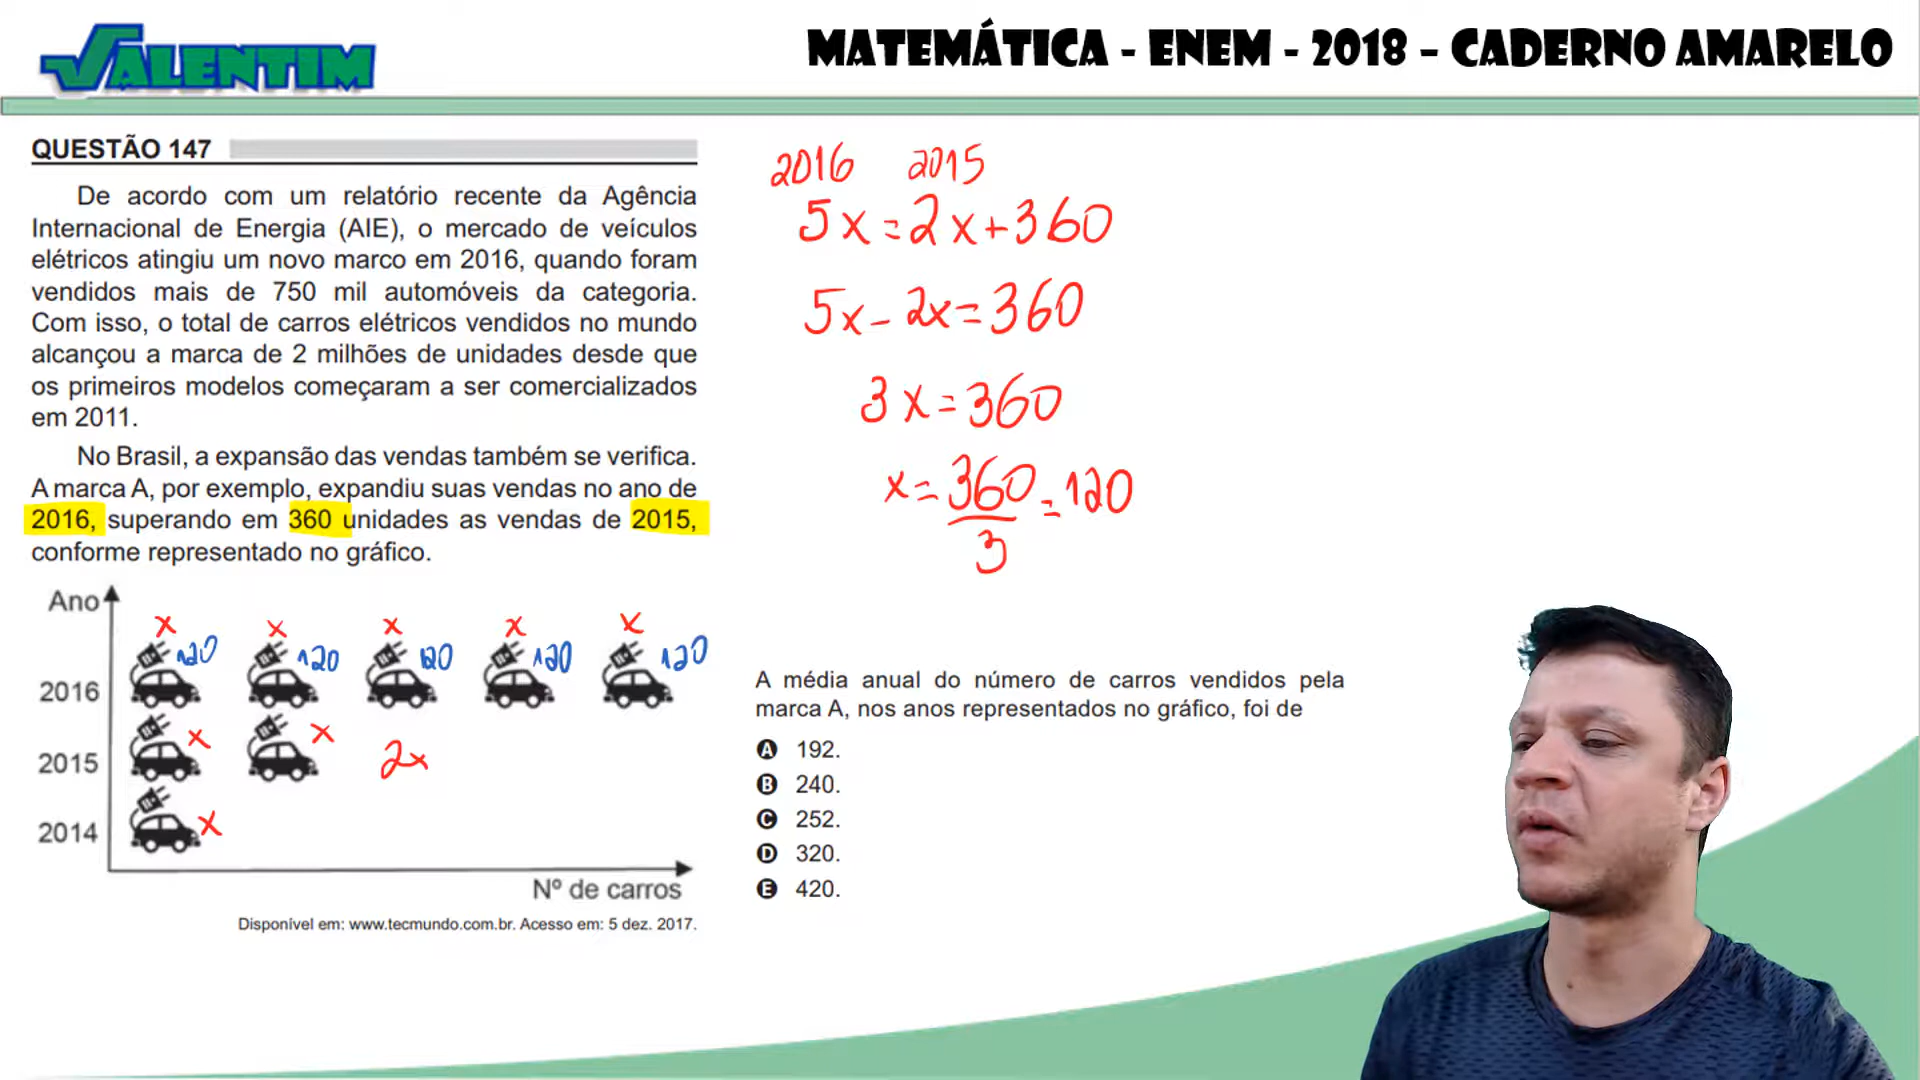 VALENTIM
MATEMÁTICA - ENEM - 2018 – CADERNO AMARELO
QUESTÃO 147
De acordo com um relatório recente da Agência
Internacional de Energia (AIE), o mercado de veículos
elétricos atingiu um novo marco em 2016, quando foram
vendidos mais de 750 mil automóveis da categoria.
Com isso, o total de carros elétricos vendidos no mundo
alcançou a marca de 2 milhões de unidades desde que
os primeiros modelos começaram a ser comercializados
em 2011.
No Brasil, a expansão das vendas também se verifica.
A marca A, por exemplo, expandiu suas vendas no ano de
2016, superando em 360 unidades as vendas de 2015,
conforme representado no gráfico.
Ano
x x x x x
120 120 120 120 120
2016
x x
2015 2x
2014 x
Nº de carros
Disponível em: www.tecmundo.com.br. Acesso em: 5 dez. 2017.
2016 2015
5x = 2x + 360
5x - 2x = 360
3x = 360
x = 360 = 120
3
A média anual do número de carros vendidos pela
marca A, nos anos representados no gráfico, foi de
A 192.
B 240.
C 252.
D 320.
E 420.